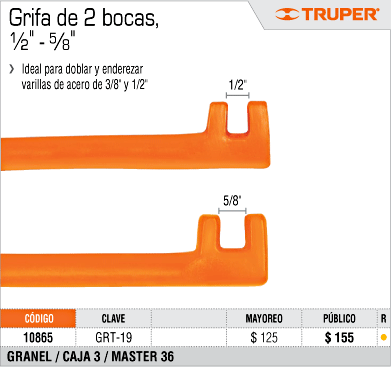 Grifa de 2 bocas,
½" - ⅝"
TRUPER®
› Ideal para doblar y enderezar
varillas de acero de 3/8" y 1/2"
1/2"
5/8"
CÓDIGO CLAVE MAYOREO PÚBLICO R
10865 GRT-19 $ 125 $ 155
GRANEL / CAJA 3 / MASTER 36